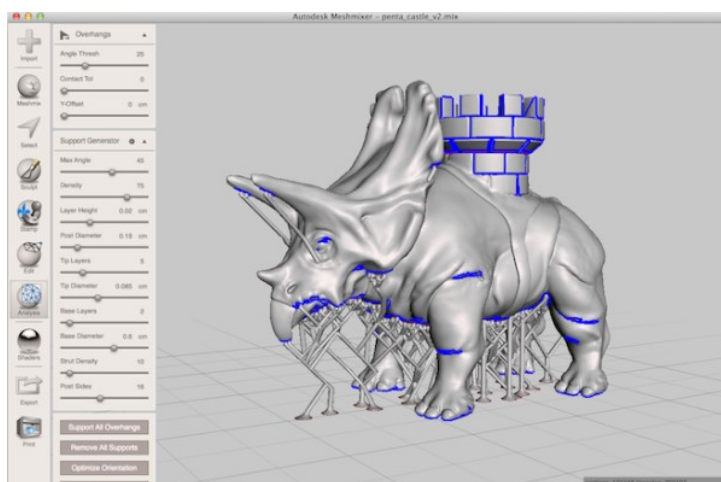 Autodesk Meshmixer – penta_castle_v2.mix
Import
Meshmix
Select
Sculpt
Stamp
Edit
Analysis
Shaders
Export
Print
Overhangs
Angle Thresh 20
Contact Tol 0
Y-Offset 0 cm
Support Generator
Max Angle 45
Density 75
Layer Height 0.02 cm
Post Diameter 0.19 cm
Tip Layers 5
Tip Diameter 0.085 cm
Base Layers 2
Base Diameter 0.8 cm
Strut Density 10
Post Sides 16
Support All Overhangs
Remove All Supports
Optimize Orientation